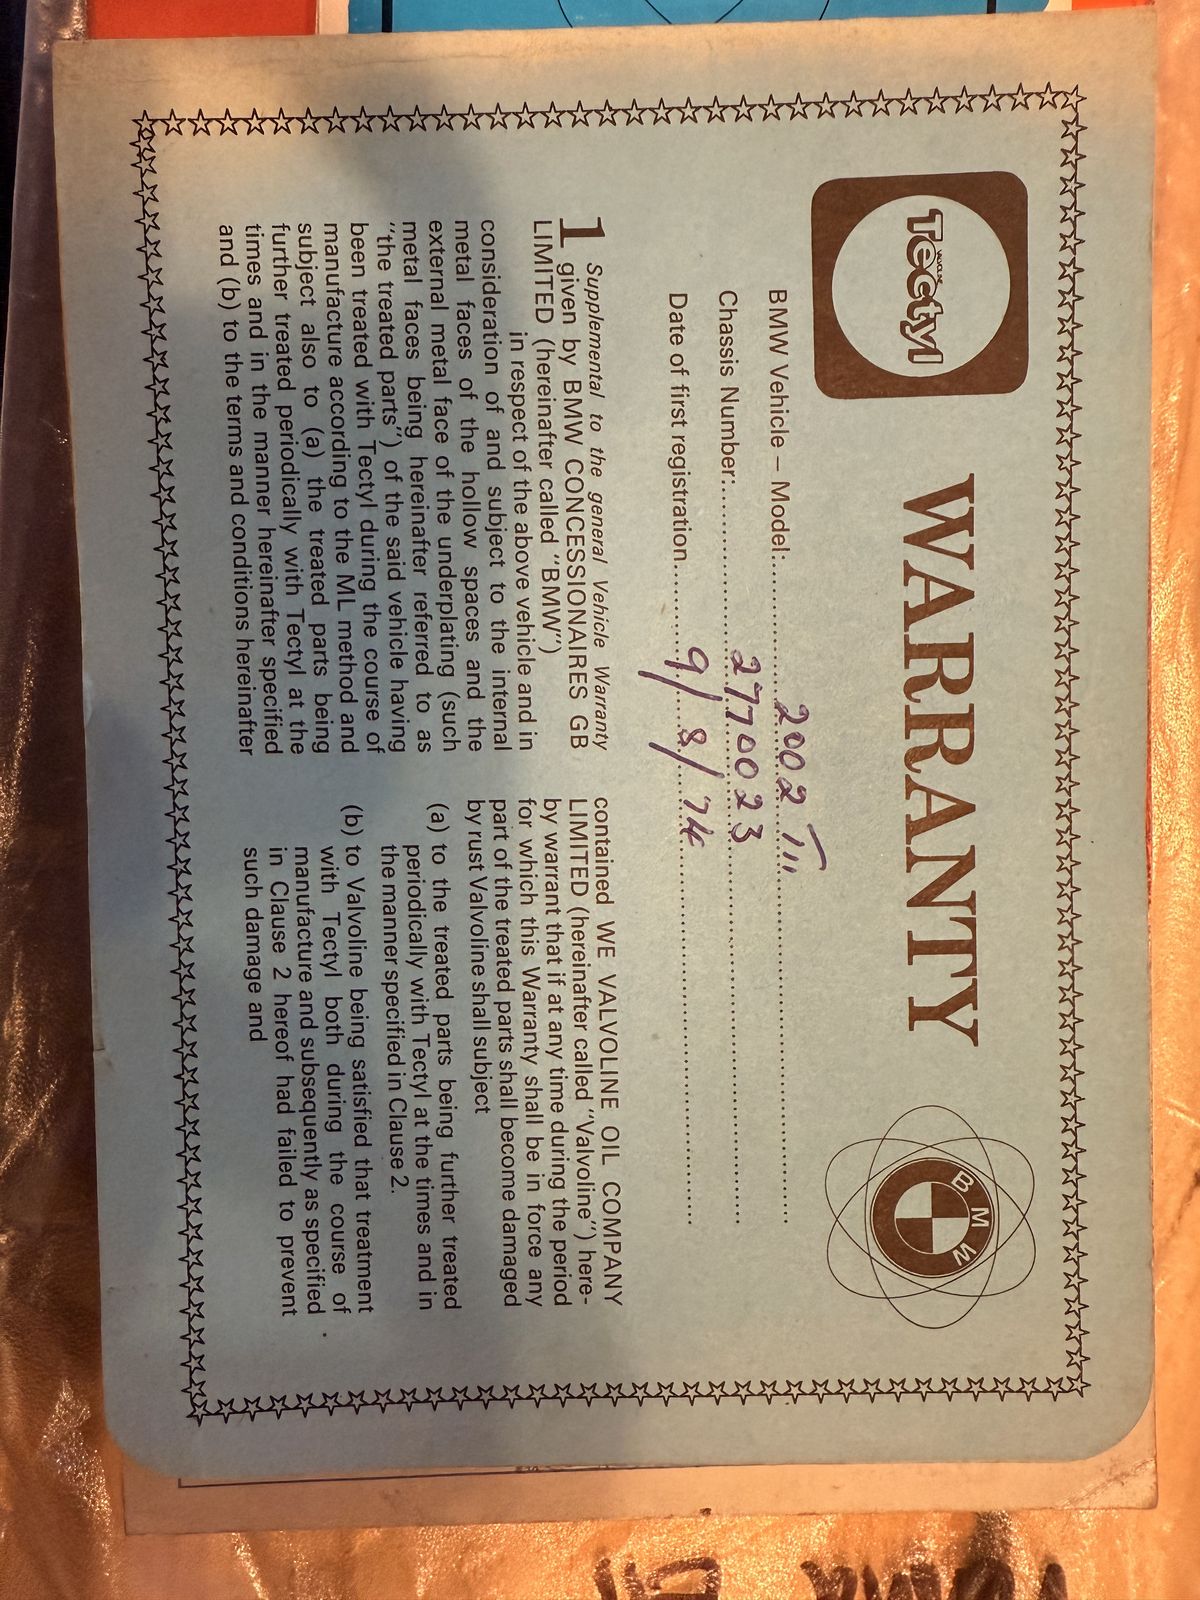 Tectyl
WARRANTY
BMW
BMW Vehicle – Model: 2002 Tii
Chassis Number: 2770023
Date of first registration 9/8/74
Supplemental to the general Vehicle Warranty
1 given by BMW CONCESSIONAIRES GB
LIMITED (hereinafter called "BMW")
in respect of the above vehicle and in
consideration of and subject to the internal
metal faces of the hollow spaces and the
external metal face of the underplating (such
metal faces being hereinafter referred to as
"the treated parts") of the said vehicle having
been treated with Tectyl during the course of
manufacture according to the ML method and
subject also to (a) the treated parts being
further treated periodically with Tectyl at the
times and in the manner hereinafter specified
and (b) to the terms and conditions hereinafter
contained WE VALVOLINE OIL COMPANY
LIMITED (hereinafter called "Valvoline") here-
by warrant that if at any time during the period
for which this Warranty shall be in force any
part of the treated parts shall become damaged
by rust Valvoline shall subject
(a) to the treated parts being further treated
periodically with Tectyl at the times and in
the manner specified in Clause 2.
(b) to Valvoline being satisfied that treatment
with Tectyl both during the course of
manufacture and subsequently as specified
in Clause 2 hereof had failed to prevent
such damage and